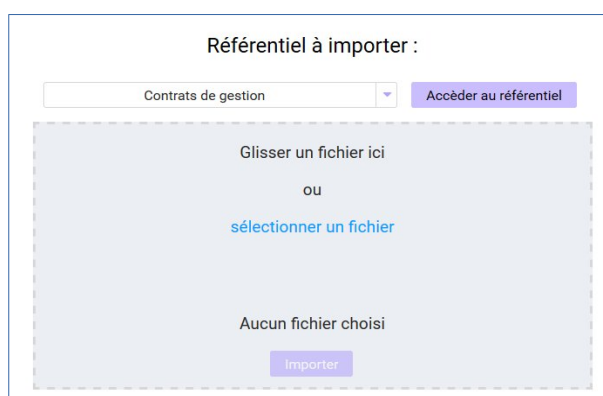 Référentiel à importer :
Contrats de gestion
Accèder au référentiel
Glisser un fichier ici
ou
sélectionner un fichier
Aucun fichier choisi
Importer